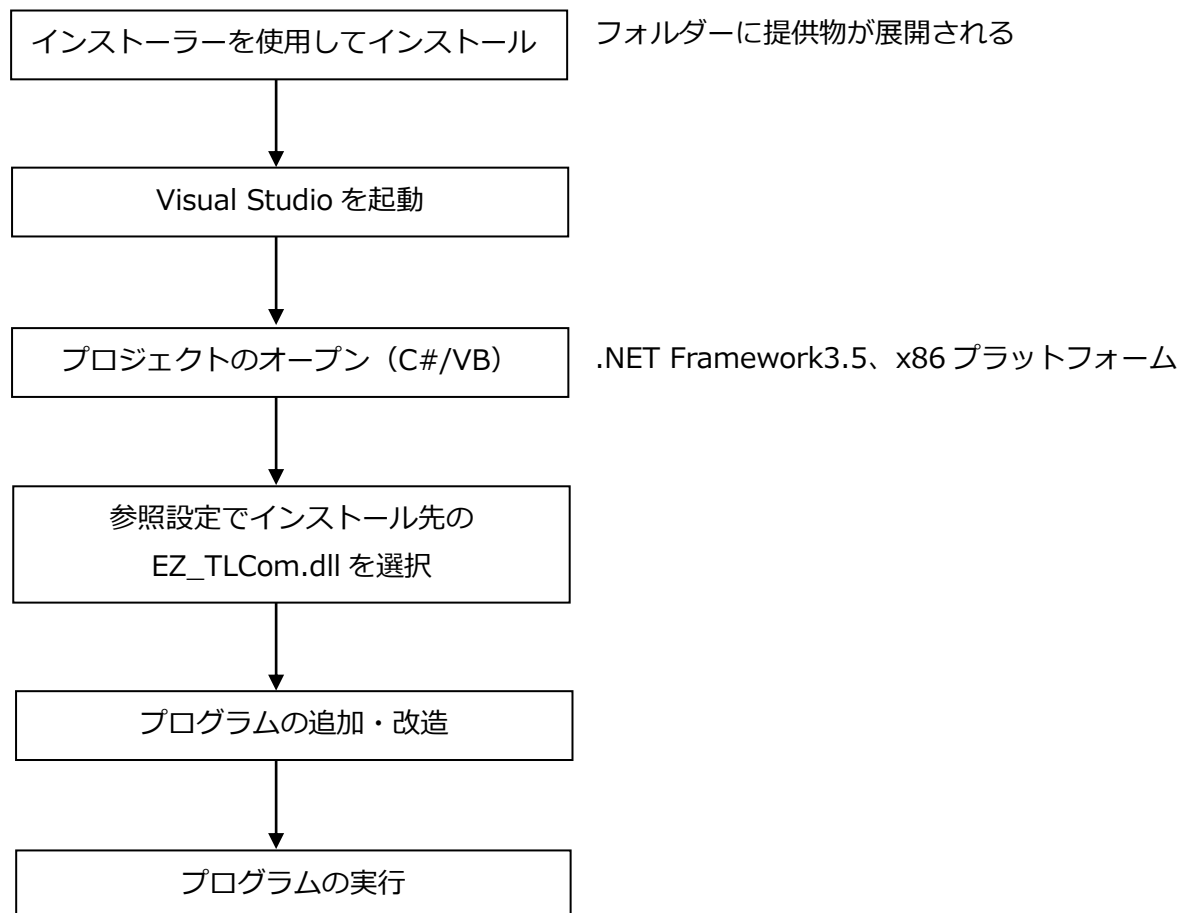 インストーラーを使用してインストール
フォルダーに提供物が展開される
Visual Studio を起動
プロジェクトのオープン（C#/VB）
.NET Framework3.5、x86 プラットフォーム
参照設定でインストール先の
EZ_TLCom.dll を選択
プログラムの追加・改造
プログラムの実行